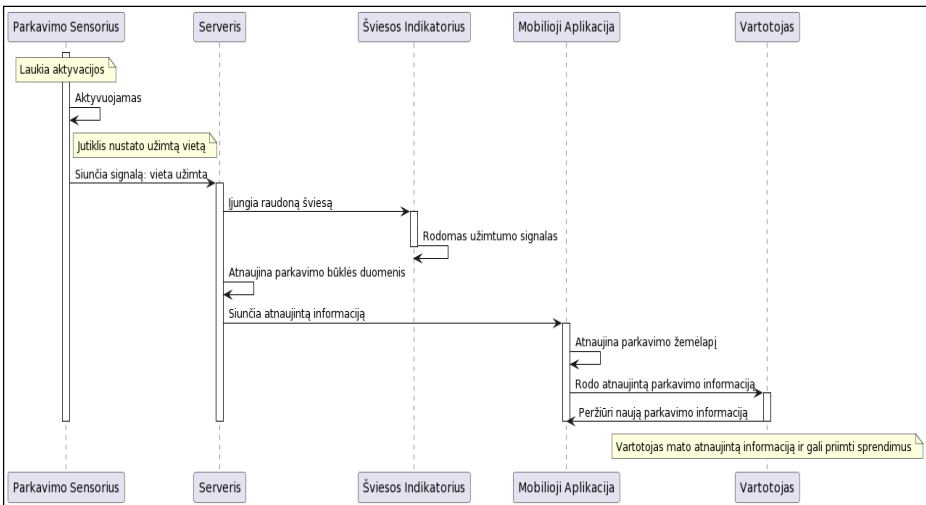 Parkavimo Sensorius
Serveris
Šviesos Indikatorius
Mobilioji Aplikacija
Vartotojas
Laukia aktyvacijos
Aktyvuojamas
Jutiklis nustato užimtą vietą
Siunčia signalą: vieta užimta
Įjungia raudoną šviesą
Rodomas užimtumo signalas
Atnaujina parkavimo būklės duomenis
Siunčia atnaujintą informaciją
Atnaujina parkavimo žemėlapį
Rodo atnaujintą parkavimo informaciją
Peržiūri naują parkavimo informaciją
Vartotojas mato atnaujintą informaciją ir gali priimti sprendimus
Parkavimo Sensorius
Serveris
Šviesos Indikatorius
Mobilioji Aplikacija
Vartotojas